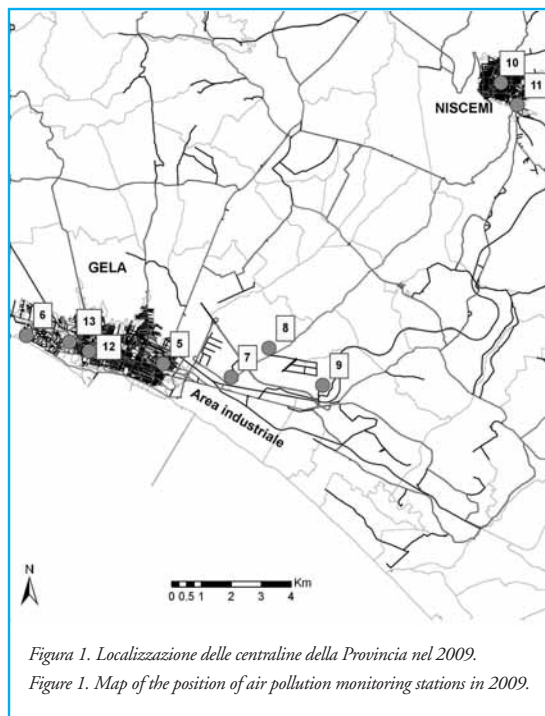 10
11
NISCEMI
GELA
6
13
12
5
8
7
9
Area industriale
N
Km
0 0.5 1 2 3 4
Figura 1. Localizzazione delle centraline della Provincia nel 2009.
Figure 1. Map of the position of air pollution monitoring stations in 2009.